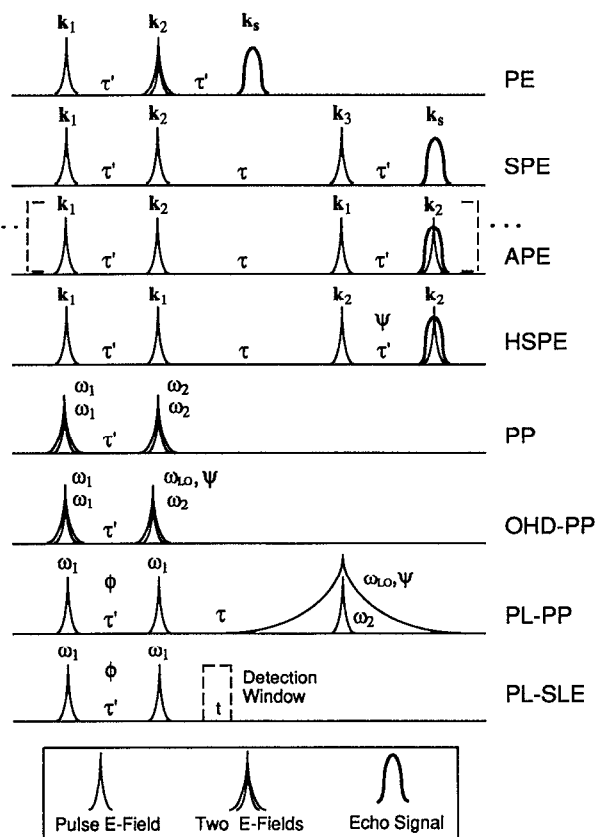 k1 k2 ks
τ' τ' PE
k1 k2 k3 ks
τ' τ τ' SPE
k1 k2 k1 k2
... τ' τ τ' ... APE
k1 k1 k2 Ψ k2
τ' τ τ' HSPE
ω1 ω2
ω1 τ' ω2 PP
ω1 ωLO, Ψ
ω1 τ' ω2 OHD-PP
ω1 ϕ ω1 ωLO, Ψ
τ' τ ω2 PL-PP
ω1 ϕ ω1 Detection
τ' t Window PL-SLE
Pulse E-Field Two E-Fields Echo Signal